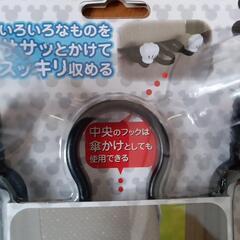 いろいろなものを
サッとかけて
スッキリ収める
中央のフックは
傘かけとしても
使用できる